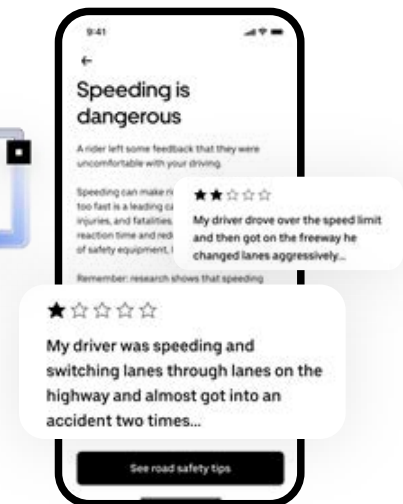 9:41
Speeding is
dangerous
A rider left some feedback that they were
uncomfortable with your driving.
Speeding can make
too fast is a leading
injuries, and fatalities
reaction time and
of safety equipment,
Remember: research shows that speeding
My driver drove over the speed limit
and then got on the freeway he
changed lanes aggressively...
My driver was speeding and
switching lanes through lanes on the
highway and almost got into an
accident two times...
See road safety tips